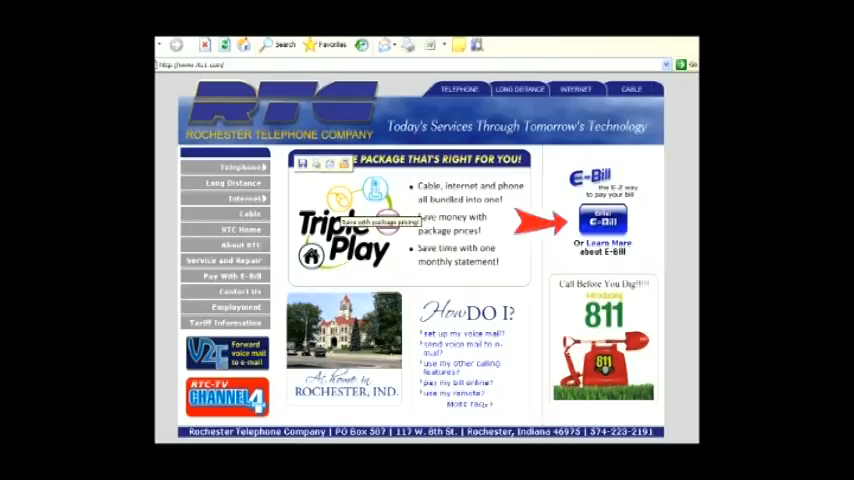 Search
Favorites
Go
RTC
ROCHESTER TELEPHONE COMPANY
TELEPHONE
LONG DISTANCE
INTERNET
CABLE
Today's Services Through Tomorrow's Technology
Telephone
Long Distance
Internet
Cable
RTC Home
About RTC
Service and Repair
Pay With E-Bill
Contact Us
Employment
Tariff Information
V2E
Forward
voice mail
to e-mail
RTC-TV
CHANNEL 4
PACKAGE THAT'S RIGHT FOR YOU!
Triple
Play
Save with package pricing!
• Cable, internet and phone
all bundled into one!
Save money with
package prices!
• Save time with one
monthly statement!
At home in
ROCHESTER, IND.
How DO I?
set up my voice mail?
send voice mail to e-
mail?
use my other calling
features?
pay my bill online?
use my remote?
MORE FAQs
E-Bill
the E-Z way
to pay your bill
Enter
E-Bill
Or Learn More
about E-Bill
Call Before You Dig!!!!
Introducing
811
811
Rochester Telephone Company | PO Box 507 | 117 W. 8th St. | Rochester, Indiana 46975 | 574-223-2191